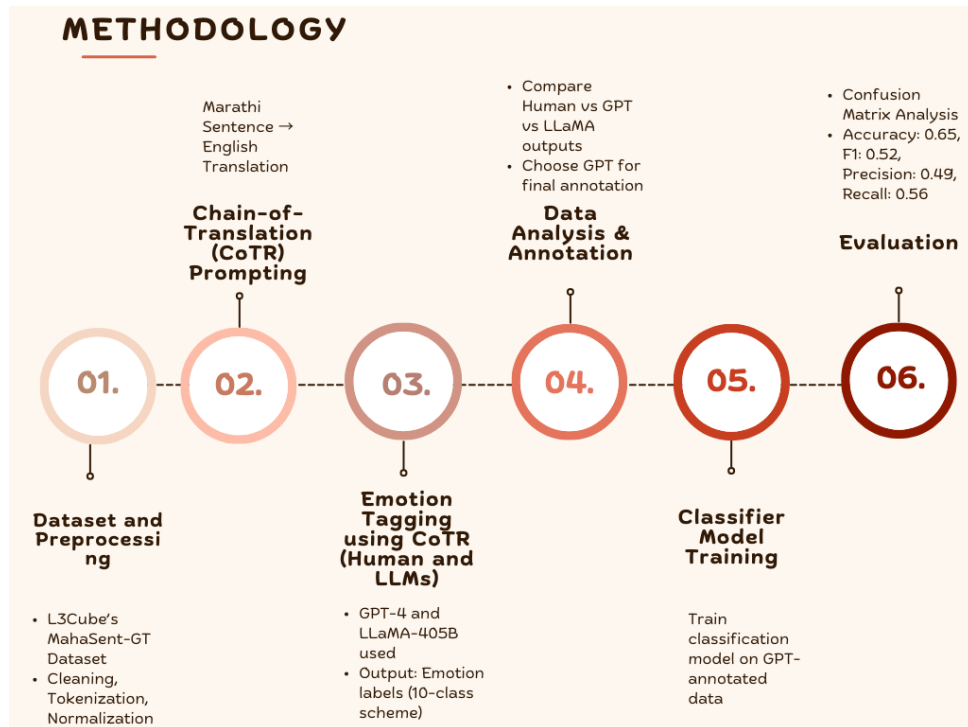 METHODOLOGY
Marathi
Sentence →
English
Translation
Chain-of-
Translation
(CoTR)
Prompting
• Compare
Human vs GPT
vs LLaMA
outputs
• Choose GPT for
final annotation
Data
Analysis &
Annotation
• Confusion
Matrix Analysis
• Accuracy: 0.65,
F1: 0.52,
Precision: 0.49,
Recall: 0.56
Evaluation
01.
02.
03.
04.
05.
06.
Dataset and
Preprocessi
ng
• L3Cube's
MahaSent-GT
Dataset
• Cleaning,
Tokenization,
Normalization
Emotion
Tagging
using CoTR
(Human and
LLMs)
• GPT-4 and
LLaMA-405B
used
• Output: Emotion
labels (10-class
scheme)
Classifier
Model
Training
Train
classification
model on GPT-
annotated
data